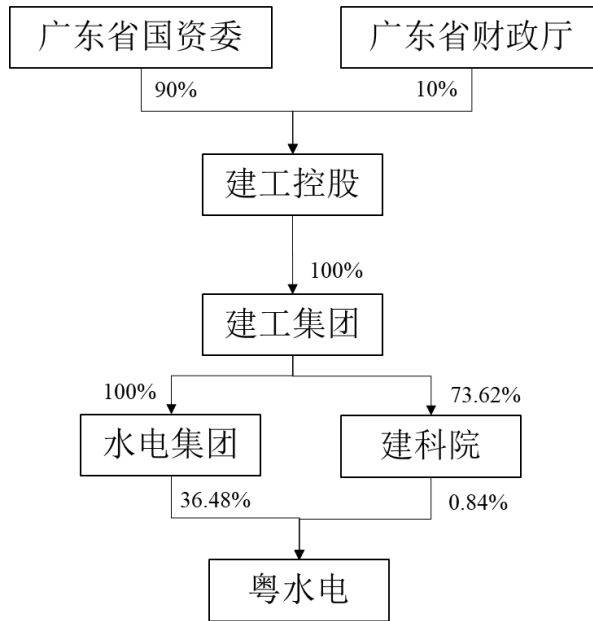 广东省国资委
广东省财政厅
90%
10%
建工控股
100%
建工集团
100%
73.62%
水电集团
建科院
36.48%
0.84%
粤水电